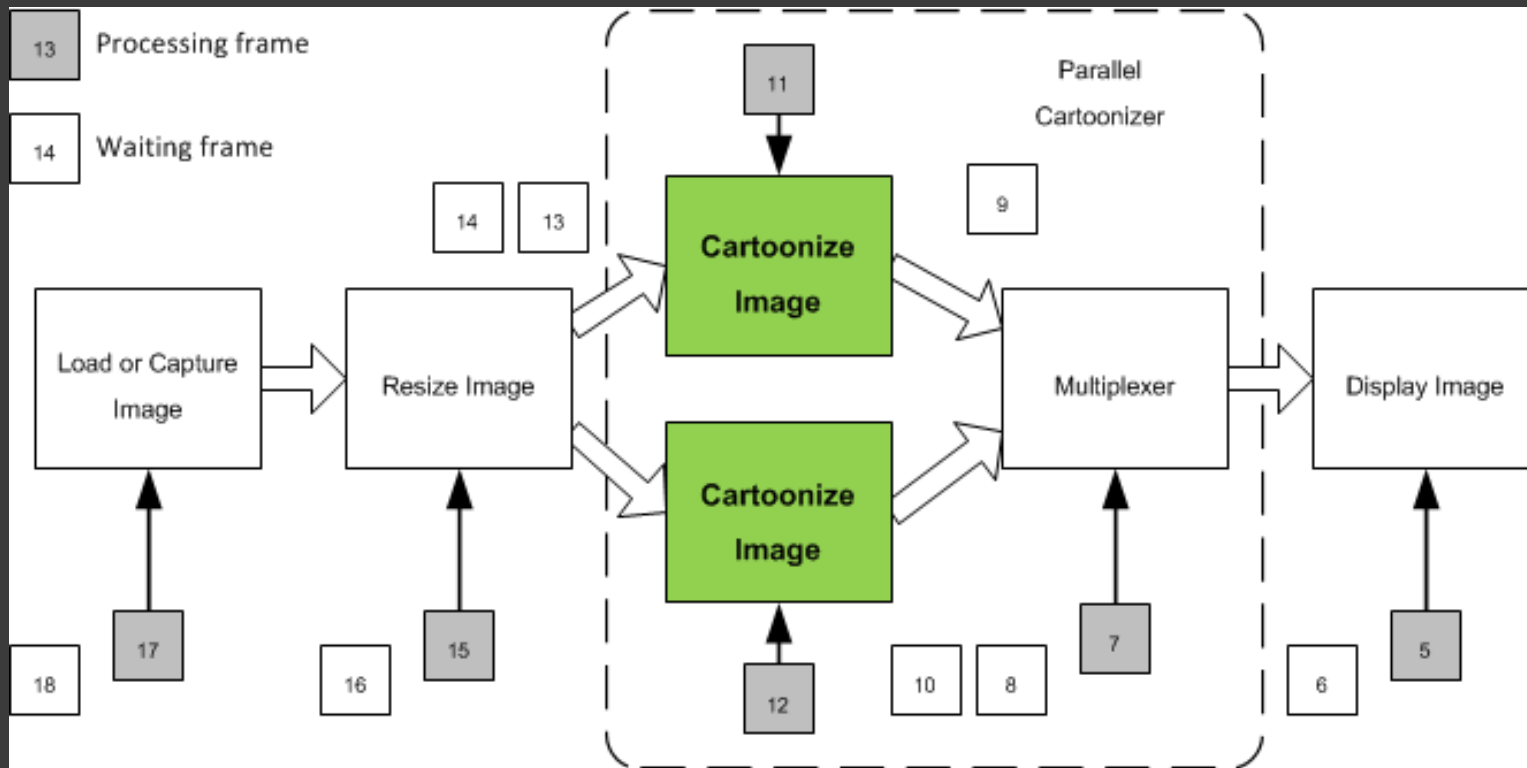 13
Processing frame
14
Waiting frame
11
Parallel
Cartoonizer
14
13
9
Cartoonize
Image
Load or Capture
Image
Resize Image
Multiplexer
Display Image
Cartoonize
Image
18
17
16
15
12
10
8
7
6
5